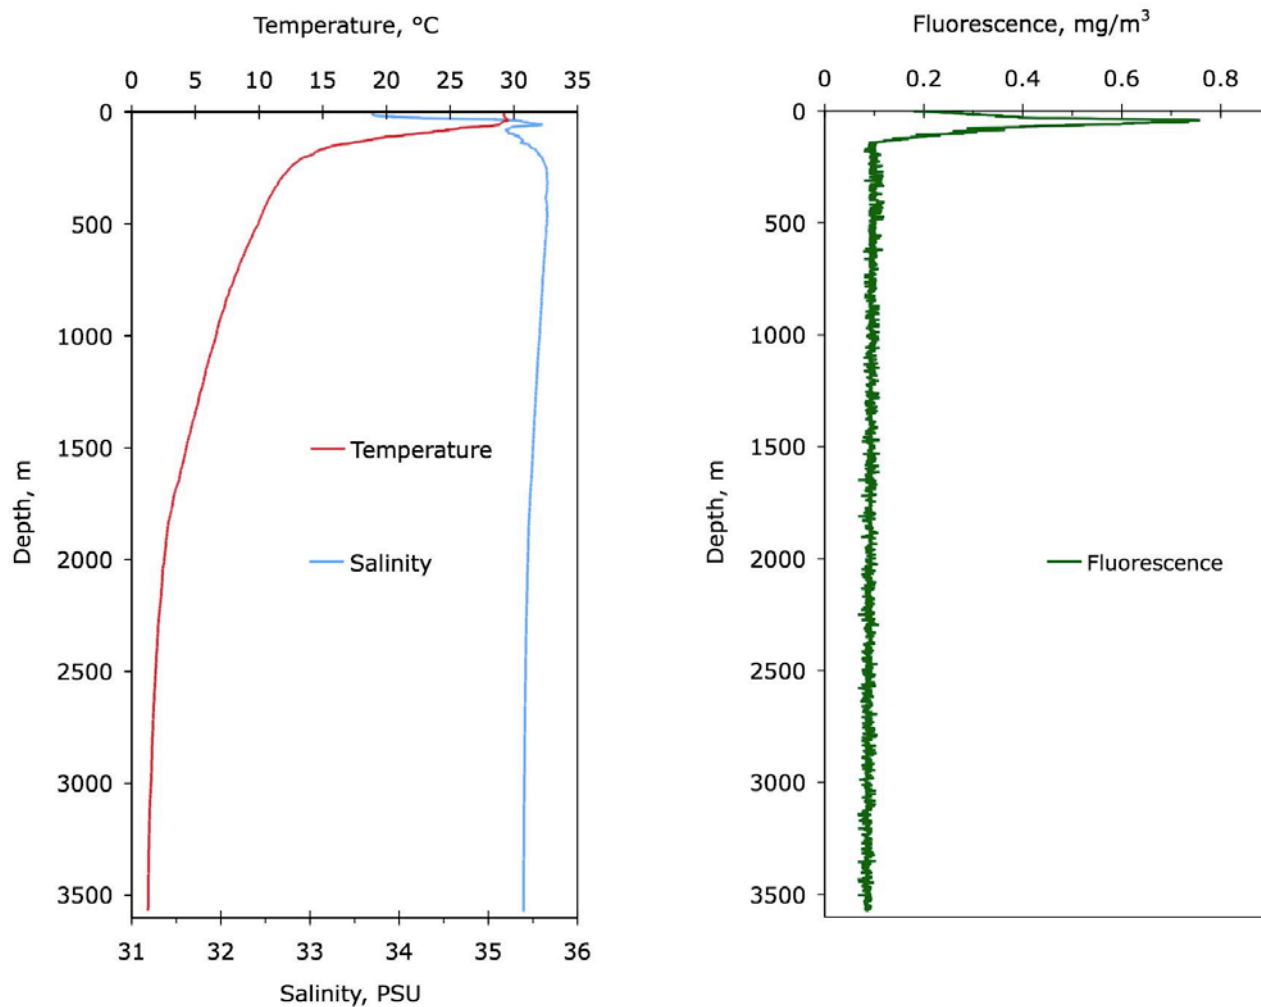 Temperature, °C
0 5 10 15 20 25 30 35
0
500
1000
1500
2000
2500
3000
3500
Depth, m
Temperature
Salinity
31 32 33 34 35 36
Salinity, PSU
Fluorescence, mg/m³
0 0.2 0.4 0.6 0.8
0
500
1000
1500
2000
2500
3000
3500
Depth, m
Fluorescence